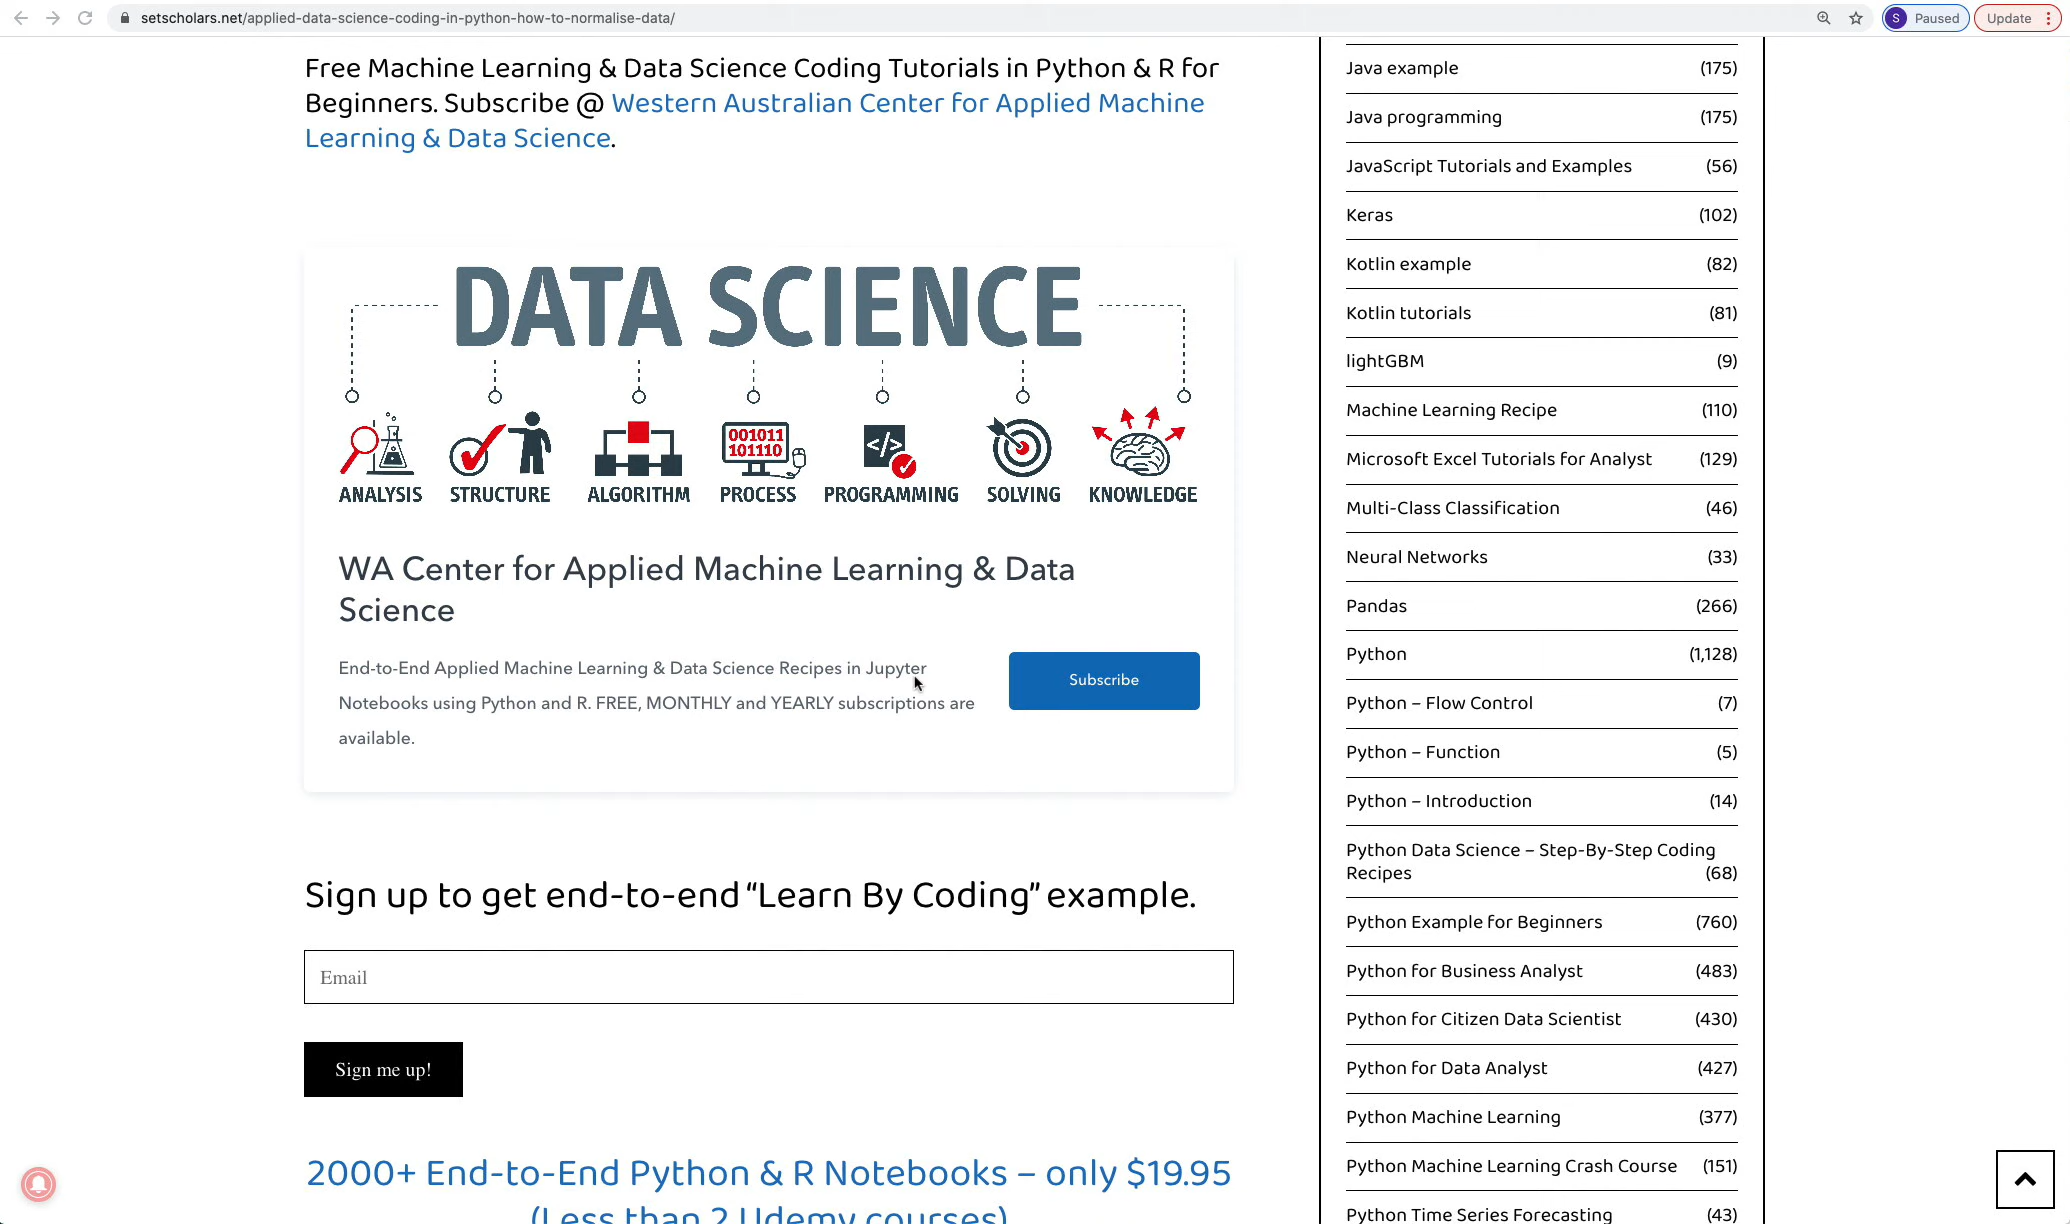 setscholars.net/applied-data-science-coding-in-python-how-to-normalise-data/
S Paused
Update
Free Machine Learning & Data Science Coding Tutorials in Python & R for
Beginners. Subscribe @ Western Australian Center for Applied Machine
Learning & Data Science.
DATA SCIENCE
001011
101110
</>
ANALYSIS STRUCTURE ALGORITHM PROCESS PROGRAMMING SOLVING KNOWLEDGE
WA Center for Applied Machine Learning & Data
Science
End-to-End Applied Machine Learning & Data Science Recipes in Jupyter
Notebooks using Python and R. FREE, MONTHLY and YEARLY subscriptions are
available.
Subscribe
Sign up to get end-to-end “Learn By Coding” example.
Email
Sign me up!
2000+ End-to-End Python & R Notebooks – only $19.95
(Less than 2 Udemy courses)
Java example (175)
Java programming (175)
JavaScript Tutorials and Examples (56)
Keras (102)
Kotlin example (82)
Kotlin tutorials (81)
lightGBM (9)
Machine Learning Recipe (110)
Microsoft Excel Tutorials for Analyst (129)
Multi-Class Classification (46)
Neural Networks (33)
Pandas (266)
Python (1,128)
Python – Flow Control (7)
Python – Function (5)
Python – Introduction (14)
Python Data Science – Step-By-Step Coding
Recipes (68)
Python Example for Beginners (760)
Python for Business Analyst (483)
Python for Citizen Data Scientist (430)
Python for Data Analyst (427)
Python Machine Learning (377)
Python Machine Learning Crash Course (151)
Python Time Series Forecasting (43)